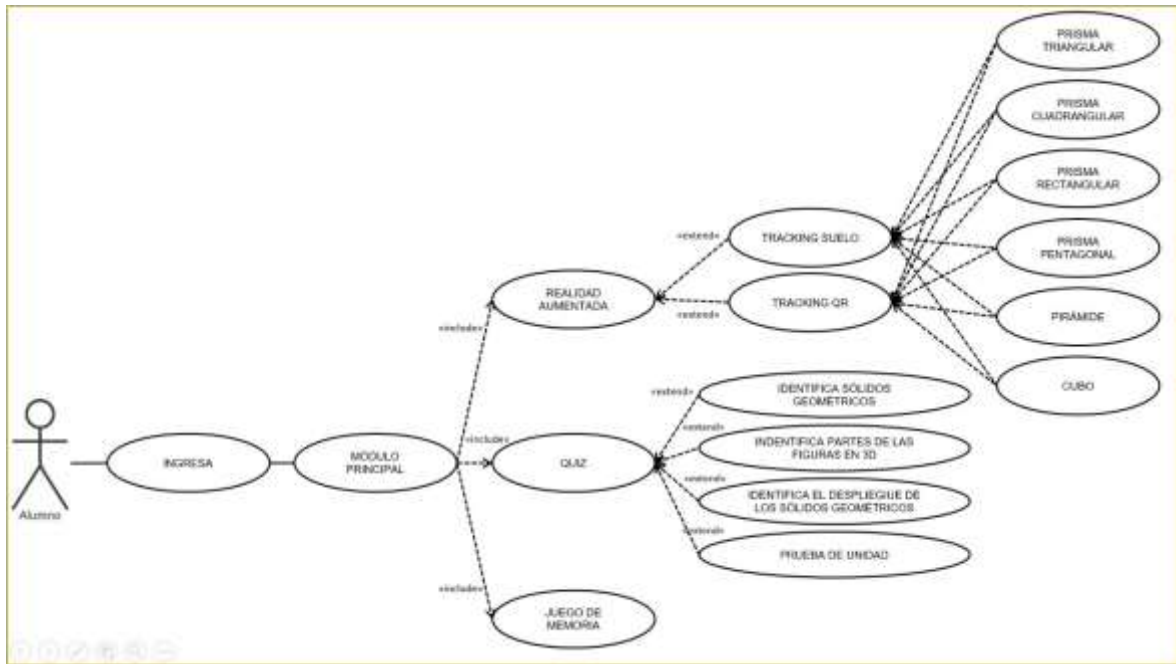 PRISMA
TRIANGULAR
PRISMA
CUADRANGULAR
PRISMA
RECTANGULAR
PRISMA
PENTAGONAL
PIRÁMIDE
CUBO
«extend»
TRACKING SUELO
TRACKING QR
«extend»
REALIDAD
AUMENTADA
«include»
«extend»
IDENTIFICA SÓLIDOS
GEOMÉTRICOS
«extend»
INDENTIFICA PARTES DE LAS
FIGURAS EN 3D
«extend»
IDENTIFICA EL DESPLIEGIUE DE
LOS SÓLIDOS GEOMÉTRICOS
«extend»
PRUEBA DE UNIDAD
«include»
QUIZ
Alumno
INGRESA
MÓDULO
PRINCIPAL
«include»
JUEGO DE
MEMORIA